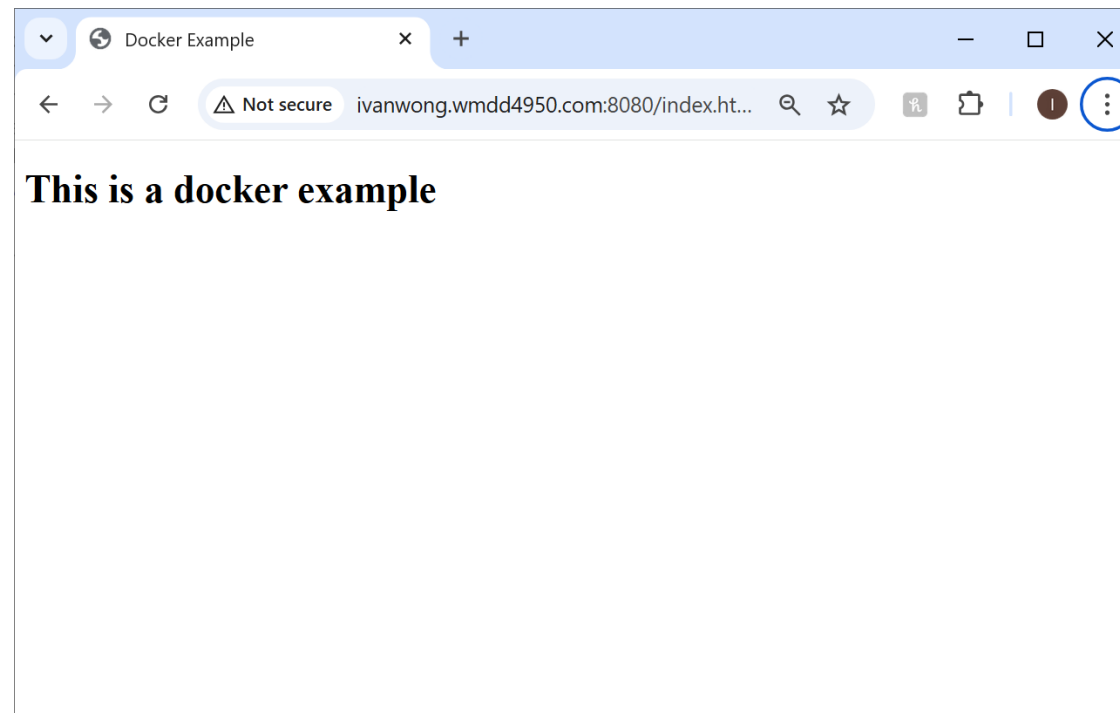 Docker Example
Not secure ivanwong.wmdd4950.com:8080/index.ht... I
This is a docker example